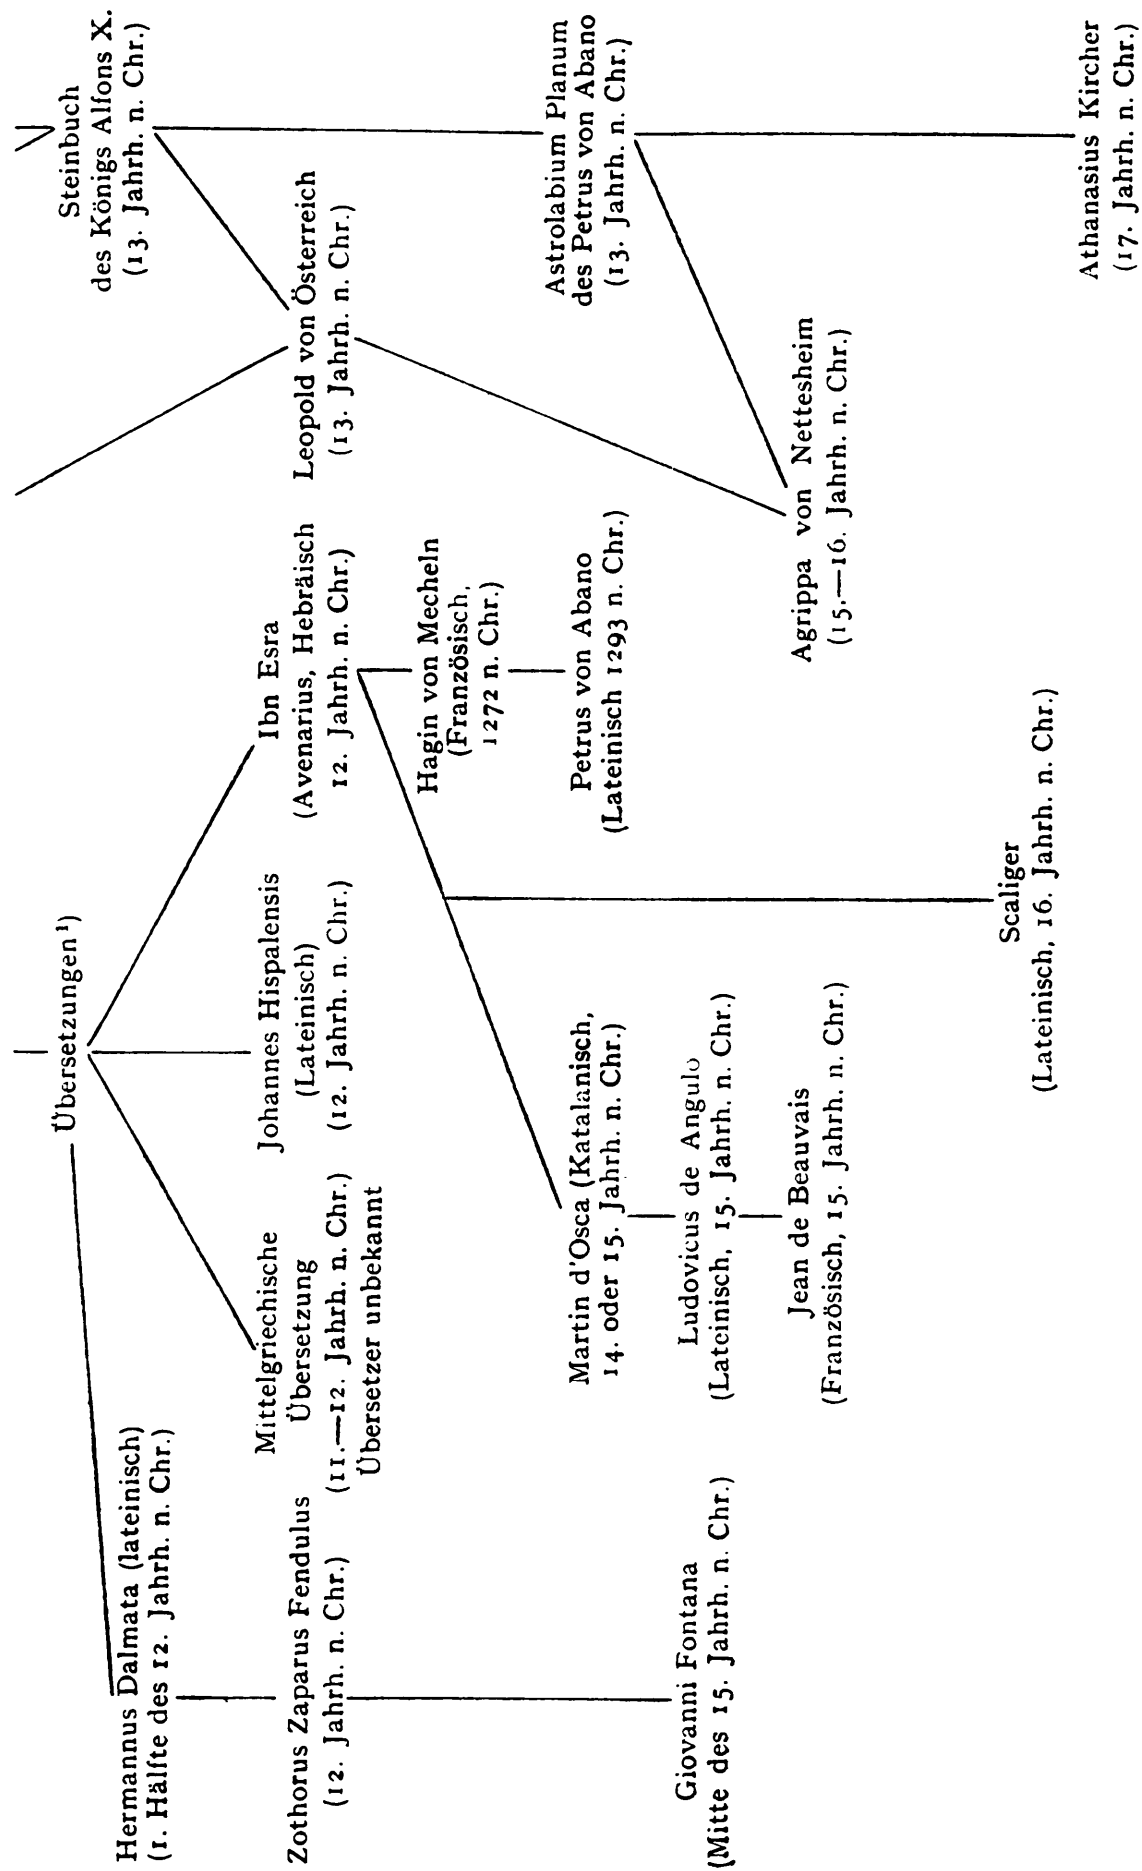 Übersetzungen¹)
Hermannus Dalmata (lateinisch)
(1. Hälfte des 12. Jahrh. n. Chr.)
Zothorus Zaparus Fendulus
(12. Jahrh. n. Chr.)
Giovanni Fontana
(Mitte des 15. Jahrh. n. Chr.)
Mittelgriechische
Übersetzung
(11.—12. Jahrh. n. Chr.)
Übersetzer unbekannt
Johannes Hispalensis
(Lateinisch)
(12. Jahrh. n. Chr.)
Ibn Esra
(Avenarius, Hebräisch
12. Jahrh. n. Chr.)
Hagin von Mecheln
(Französisch,
1272 n. Chr.)
Petrus von Abano
(Lateinisch 1293 n. Chr.)
Martin d'Osca (Katalanisch,
14. oder 15. Jahrh. n. Chr.)
Ludovicus de Angulo
(Lateinisch, 15. Jahrh. n. Chr.)
Jean de Beauvais
(Französisch, 15. Jahrh. n. Chr.)
Scaliger
(Lateinisch, 16. Jahrh. n. Chr.)
Steinbuch
des Königs Alfons X.
(13. Jahrh. n. Chr.)
Leopold von Österreich
(13. Jahrh. n. Chr.)
Astrolabium Planum
des Petrus von Abano
(13. Jahrh. n. Chr.)
Agrippa von Nettesheim
(15.—16. Jahrh. n. Chr.)
Athanasius Kircher
(17. Jahrh. n. Chr.)